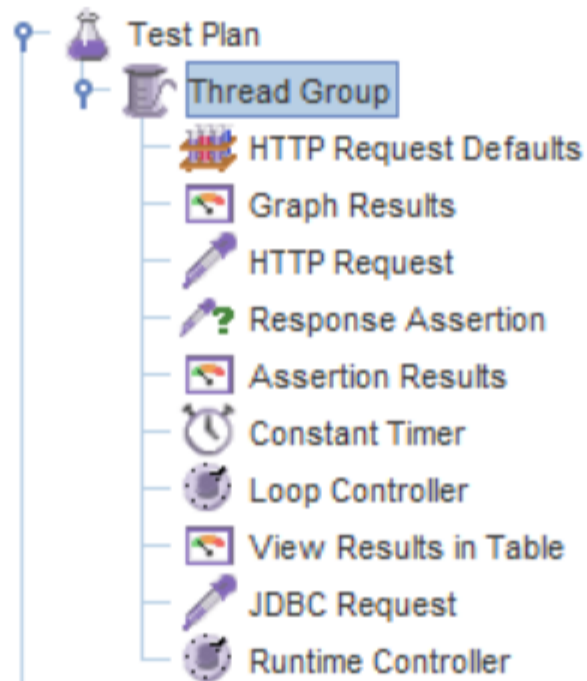 Test Plan
Thread Group
HTTP Request Defaults
Graph Results
HTTP Request
Response Assertion
Assertion Results
Constant Timer
Loop Controller
View Results in Table
JDBC Request
Runtime Controller